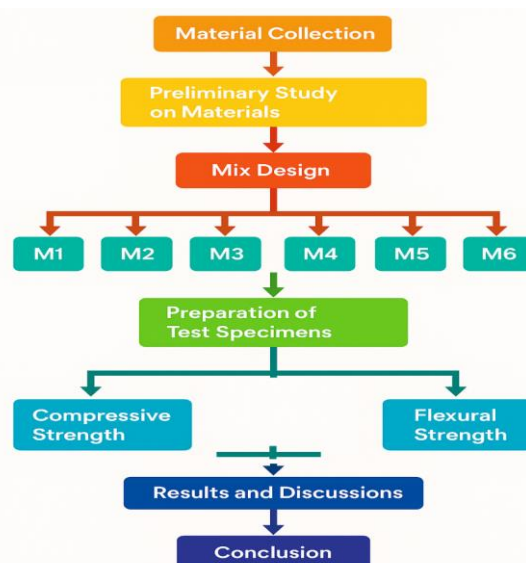 Material Collection
Preliminary Study
on Materials
Mix Design
M1 M2 M3 M4 M5 M6
Preparation of
Test Specimens
Compressive
Strength
Flexural
Strength
Results and Discussions
Conclusion